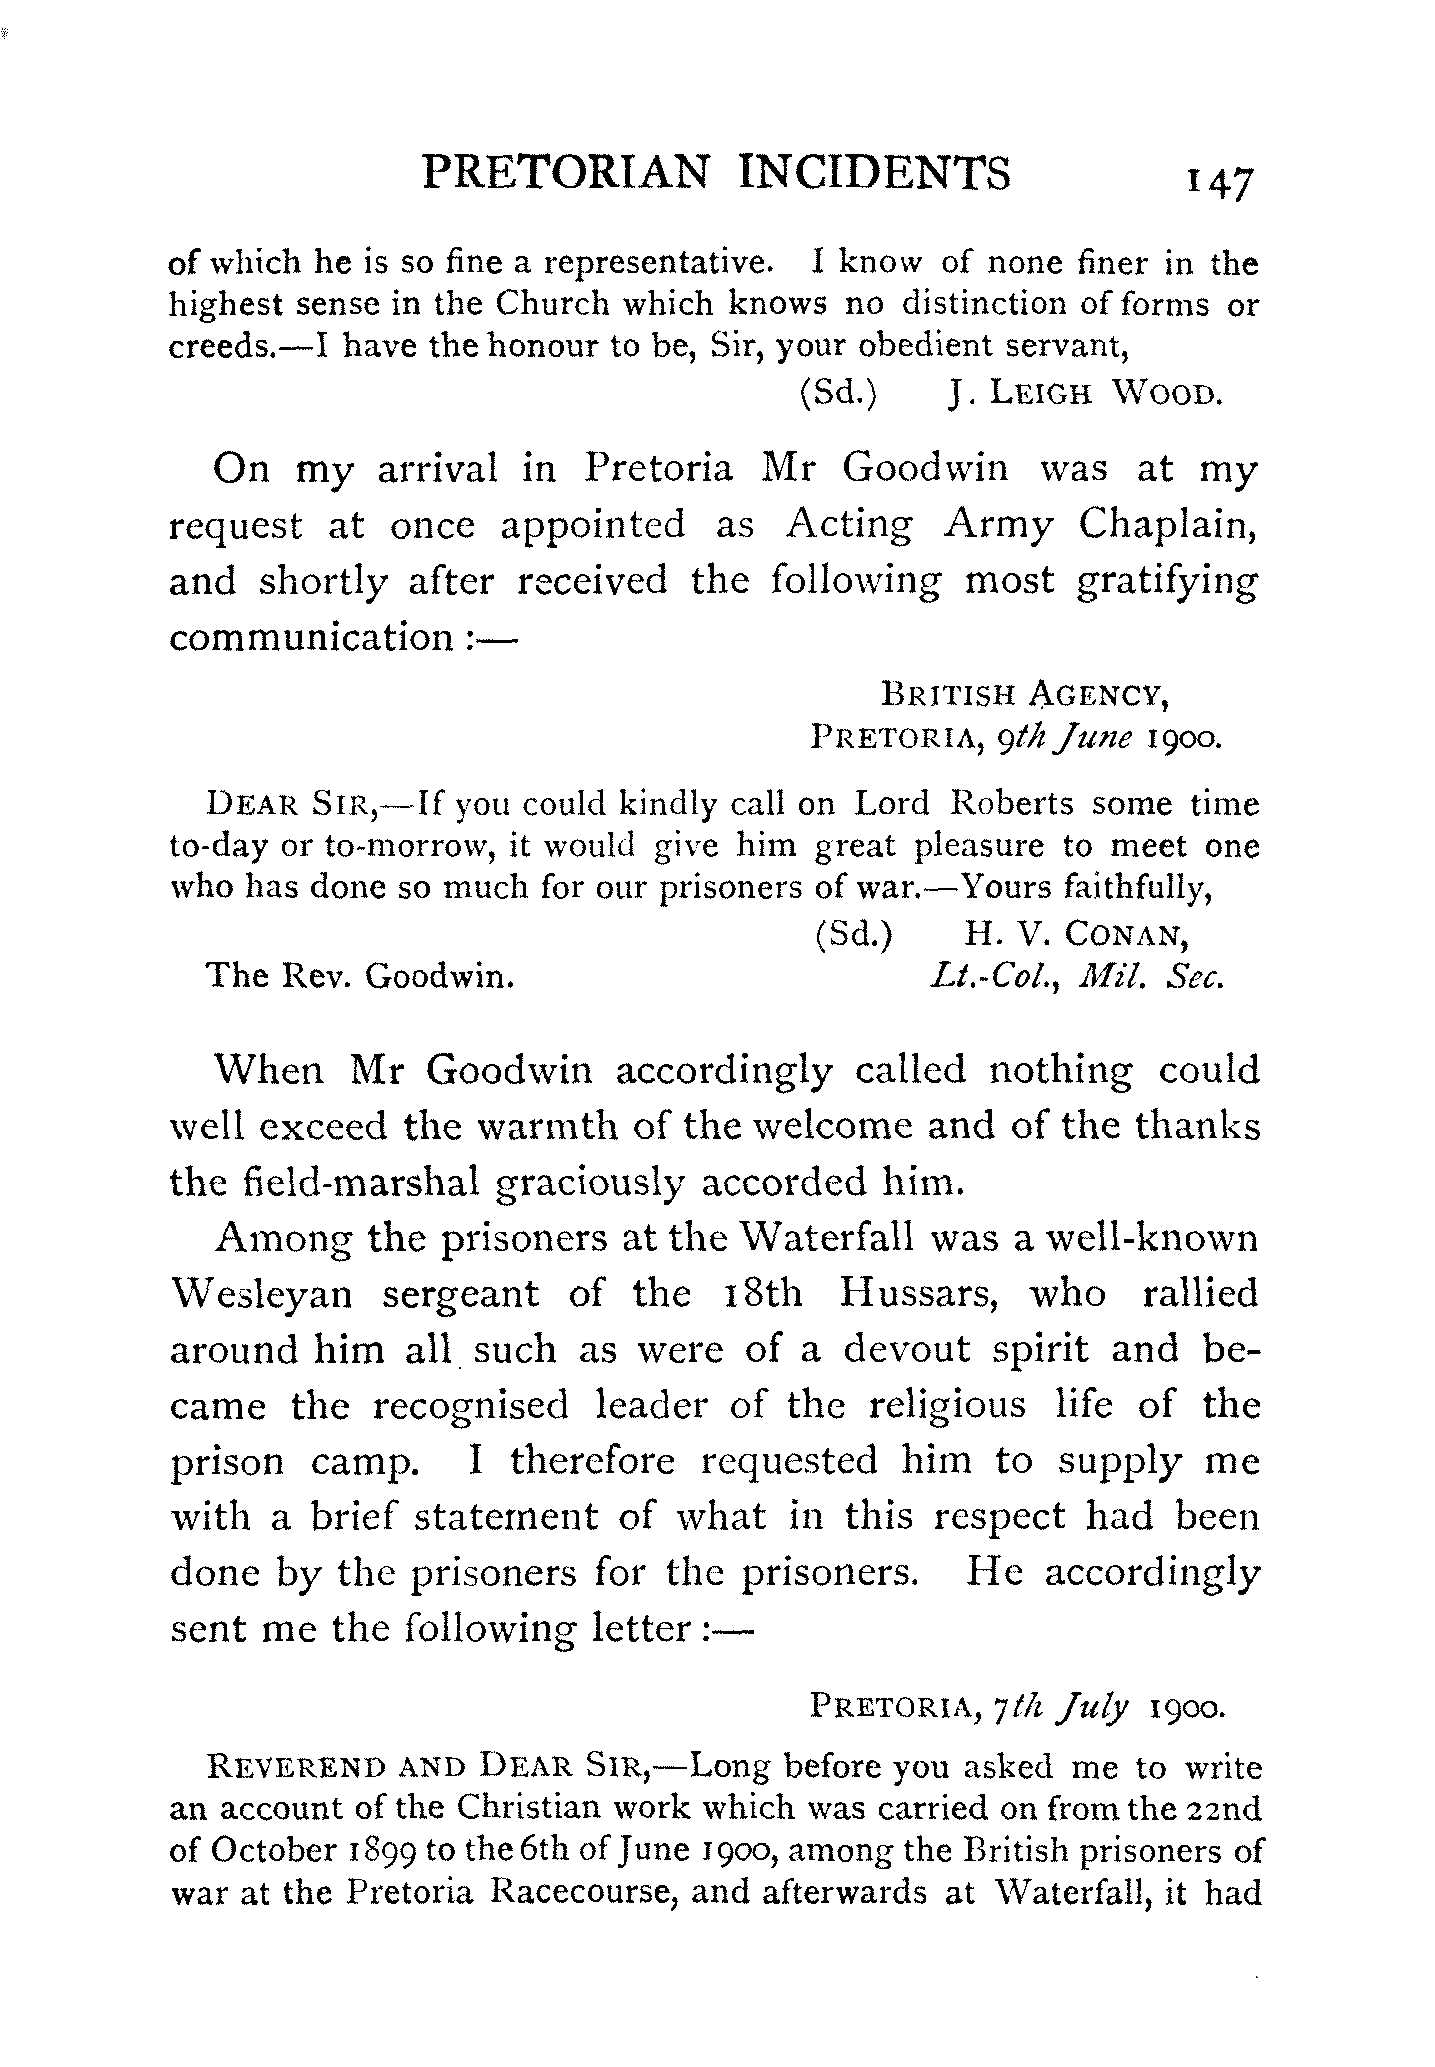 PRETORIAN INCIDENTS 147
of which he is so fine a representative. I know of none finer in the
highest sense in the Church which knows no distinction of forms or
creeds.—I have the honour to be, Sir, your obedient servant,
(Sd.) J. LEIGH WOOD.
On my arrival in Pretoria Mr Goodwin was at my
request at once appointed as Acting Army Chaplain,
and shortly after received the following most gratifying
communication :—
BRITISH AGENCY,
PRETORIA, 9th June 1900.
DEAR SIR,—If you could kindly call on Lord Roberts some time
to-day or to-morrow, it would give him great pleasure to meet one
who has done so much for our prisoners of war.—Yours faithfully,
(Sd.) H. V. CONAN,
The Rev. Goodwin. Lt.-Col., Mil. Sec.
When Mr Goodwin accordingly called nothing could
well exceed the warmth of the welcome and of the thanks
the field-marshal graciously accorded him.
Among the prisoners at the Waterfall was a well-known
Wesleyan sergeant of the 18th Hussars, who rallied
around him all such as were of a devout spirit and be-
came the recognised leader of the religious life of the
prison camp. I therefore requested him to supply me
with a brief statement of what in this respect had been
done by the prisoners for the prisoners. He accordingly
sent me the following letter :—
PRETORIA, 7th July 1900.
REVEREND AND DEAR SIR,—Long before you asked me to write
an account of the Christian work which was carried on from the 22nd
of October 1899 to the 6th of June 1900, among the British prisoners of
war at the Pretoria Racecourse, and afterwards at Waterfall, it had